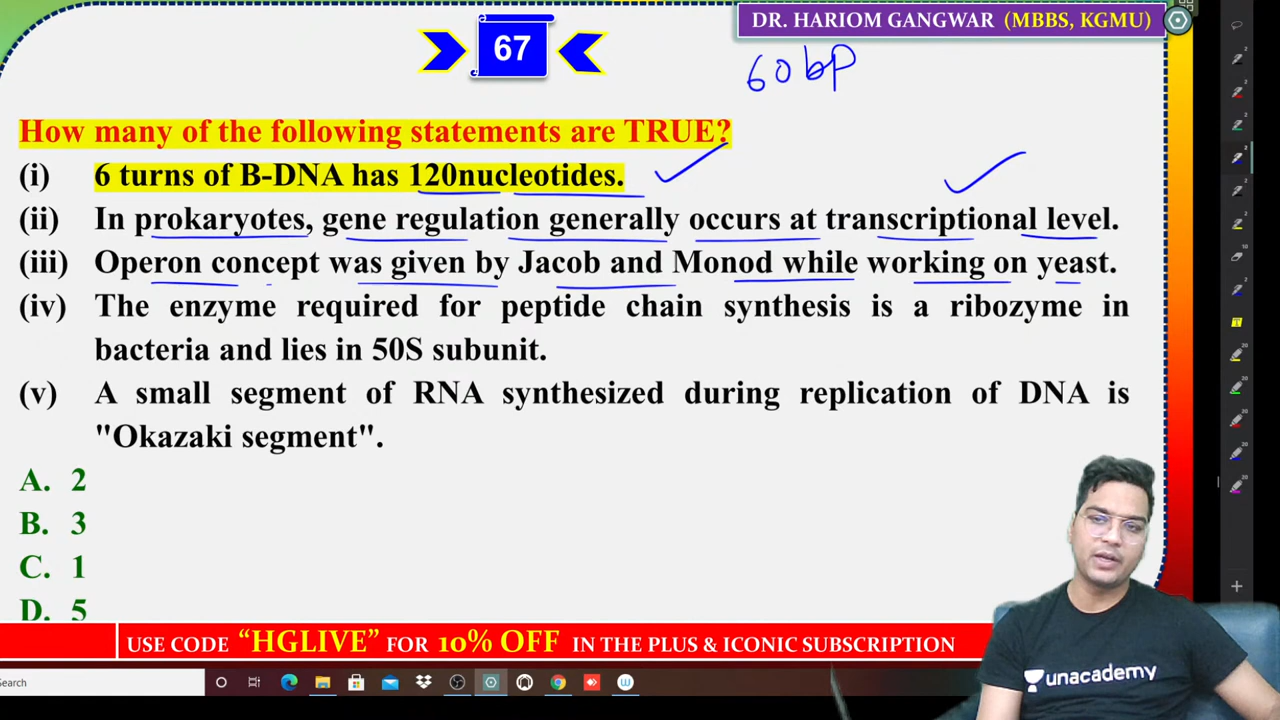 DR. HARIOM GANGWAR (MBBS, KGMU)
67
60 bp
How many of the following statements are TRUE?
(i) 6 turns of B-DNA has 120nucleotides.
(ii) In prokaryotes, gene regulation generally occurs at transcriptional level.
(iii) Operon concept was given by Jacob and Monod while working on yeast.
(iv) The enzyme required for peptide chain synthesis is a ribozyme in
bacteria and lies in 50S subunit.
(v) A small segment of RNA synthesized during replication of DNA is
"Okazaki segment".
A. 2
B. 3
C. 1
D. 5
USE CODE “HGLIVE” FOR 10% OFF IN THE PLUS & ICONIC SUBSCRIPTION
unacademy
Search